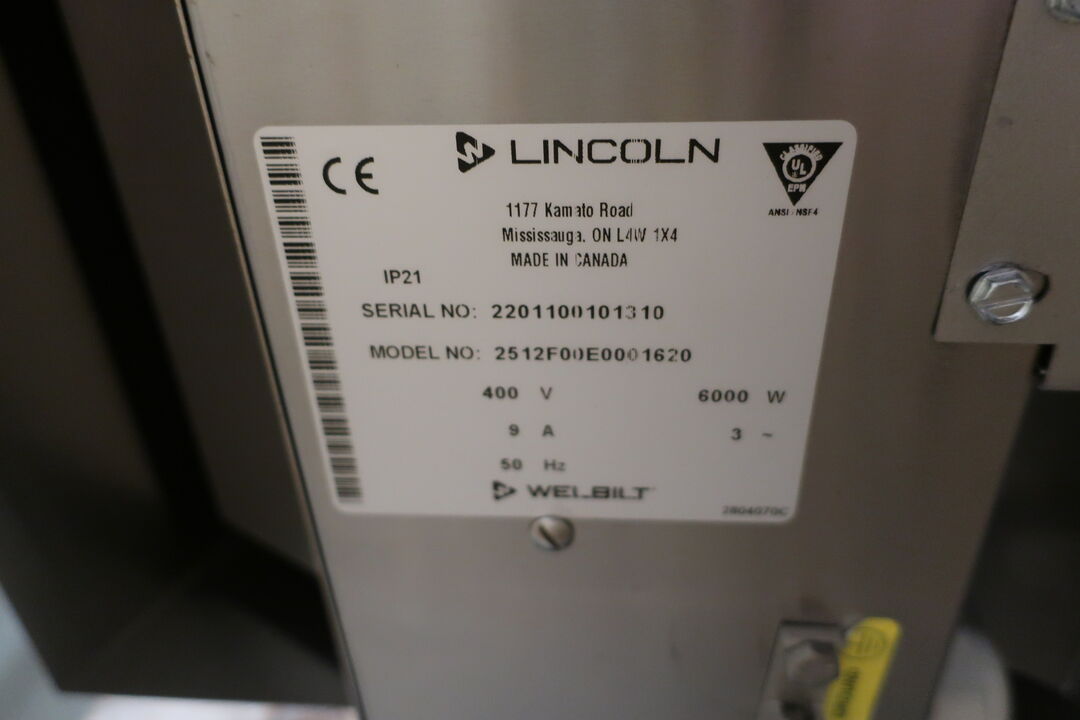 CE
LINCOLN
CLASSIFIED
UL
EPH
ANSI / NSF4
1177 Kamato Road
Mississauga, ON L4W 1X4
MADE IN CANADA
IP21
SERIAL NO: 2201100101310
MODEL NO: 2512F00E0001620
400 V 6000 W
9 A 3 ~
50 Hz
WELBILT